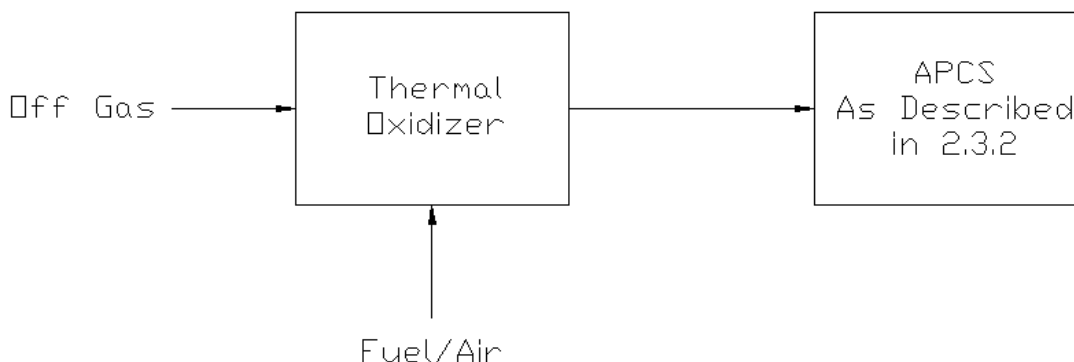 Off Gas
Thermal
Oxidizer
APCS
As Described
in 2.3.2
Fuel/Air